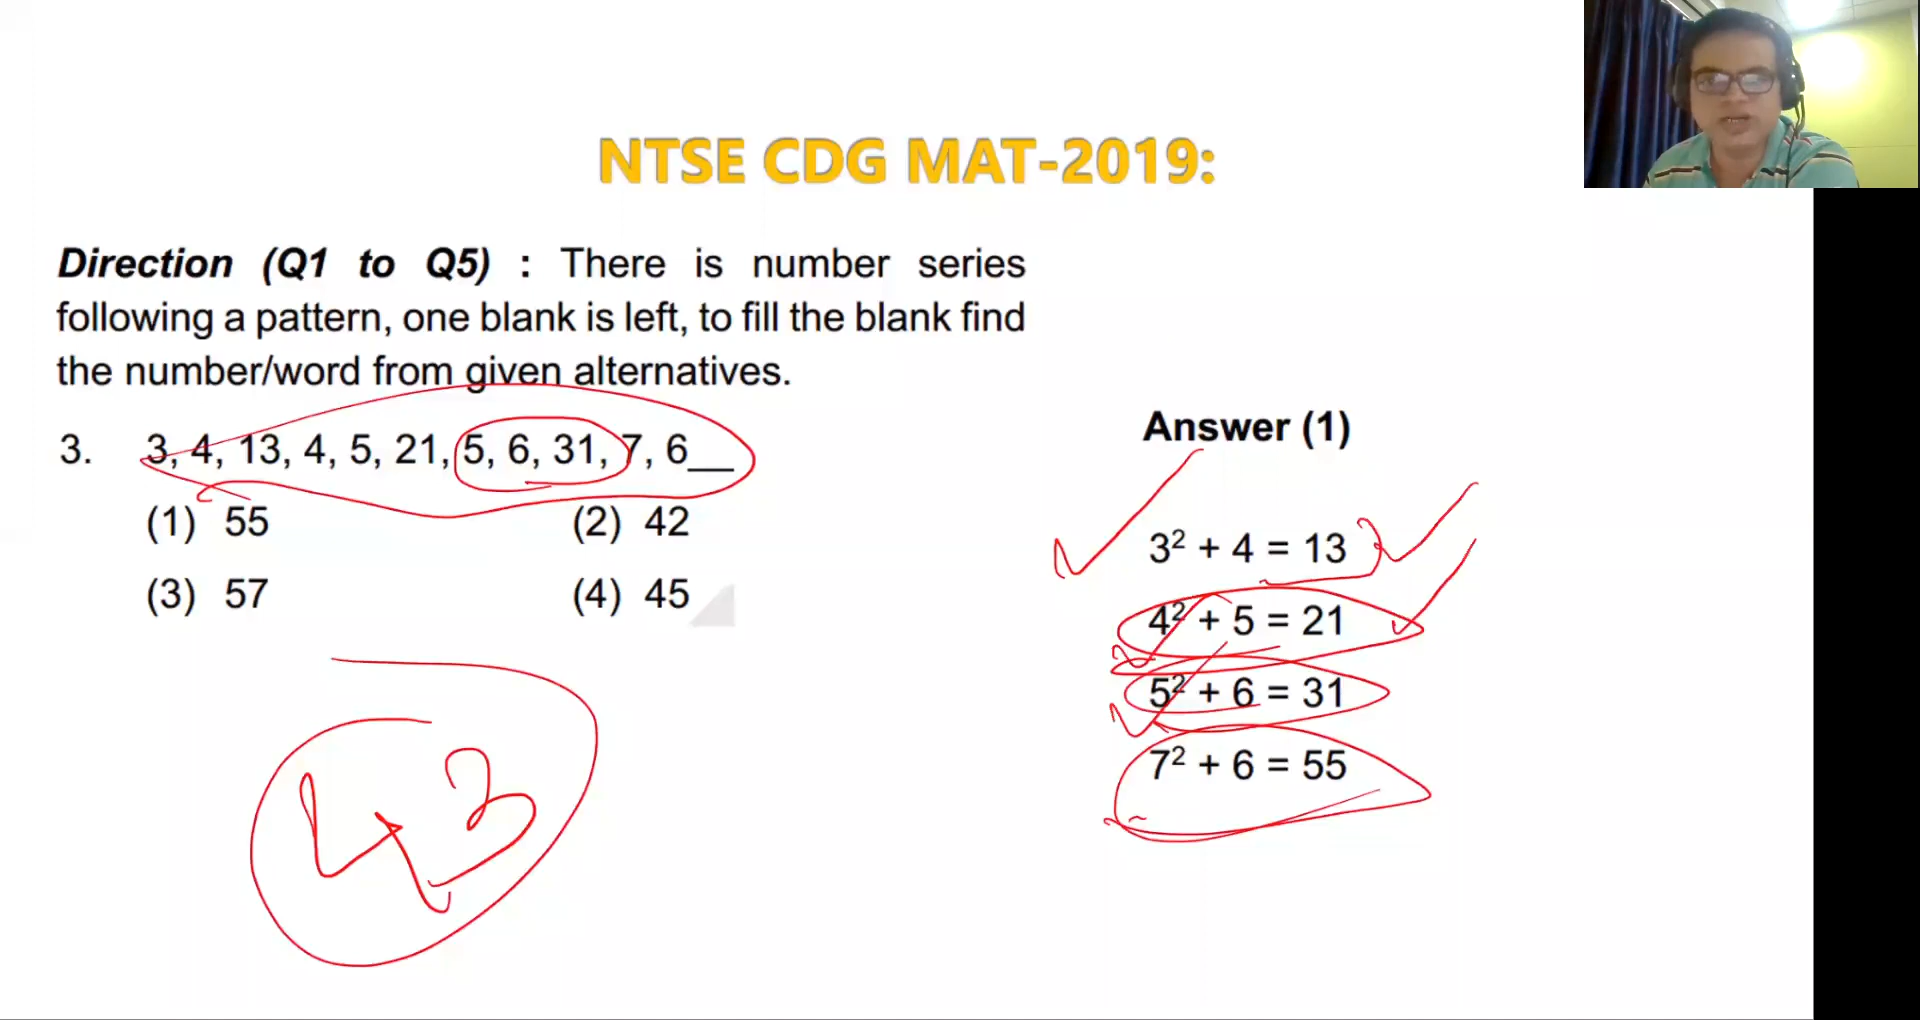 NTSE CDG MAT-2019:
Direction (Q1 to Q5) : There is number series
following a pattern, one blank is left, to fill the blank find
the number/word from given alternatives.
3. 3, 4, 13, 4, 5, 21, 5, 6, 31, 7, 6__
(1) 55 (2) 42
(3) 57 (4) 45
43
Answer (1)
3² + 4 = 13
4² + 5 = 21
5² + 6 = 31
7² + 6 = 55